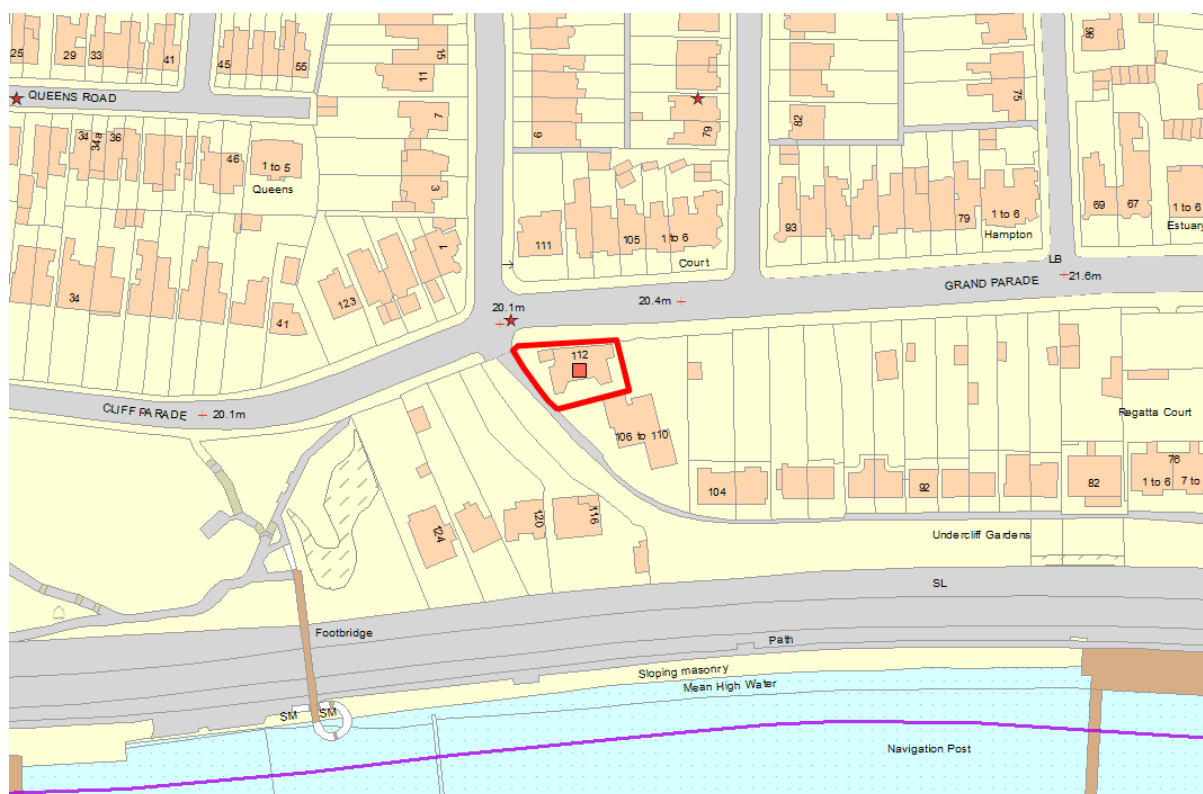 25
29
33
41
45
55
15
11
QUEENS ROAD
7
3
1
34
34a
36
46
1 to 5
Queens
9
79
82
75
86
111
105
1 to 6
Court
93
79
1 to 6
Hampton
69
67
1 to 6
Estuary
LB
21.6m
GRAND PARADE
20.4m
20.1m
34
41
123
112
CLIFF PARADE
20.1m
106 to 110
Regatta Court
104
92
82
76
1 to 6
7 to
124
120
116
Undercliff Gardens
SL
Footbridge
Path
Sloping masonry
Mean High Water
SM
SM
Navigation Post